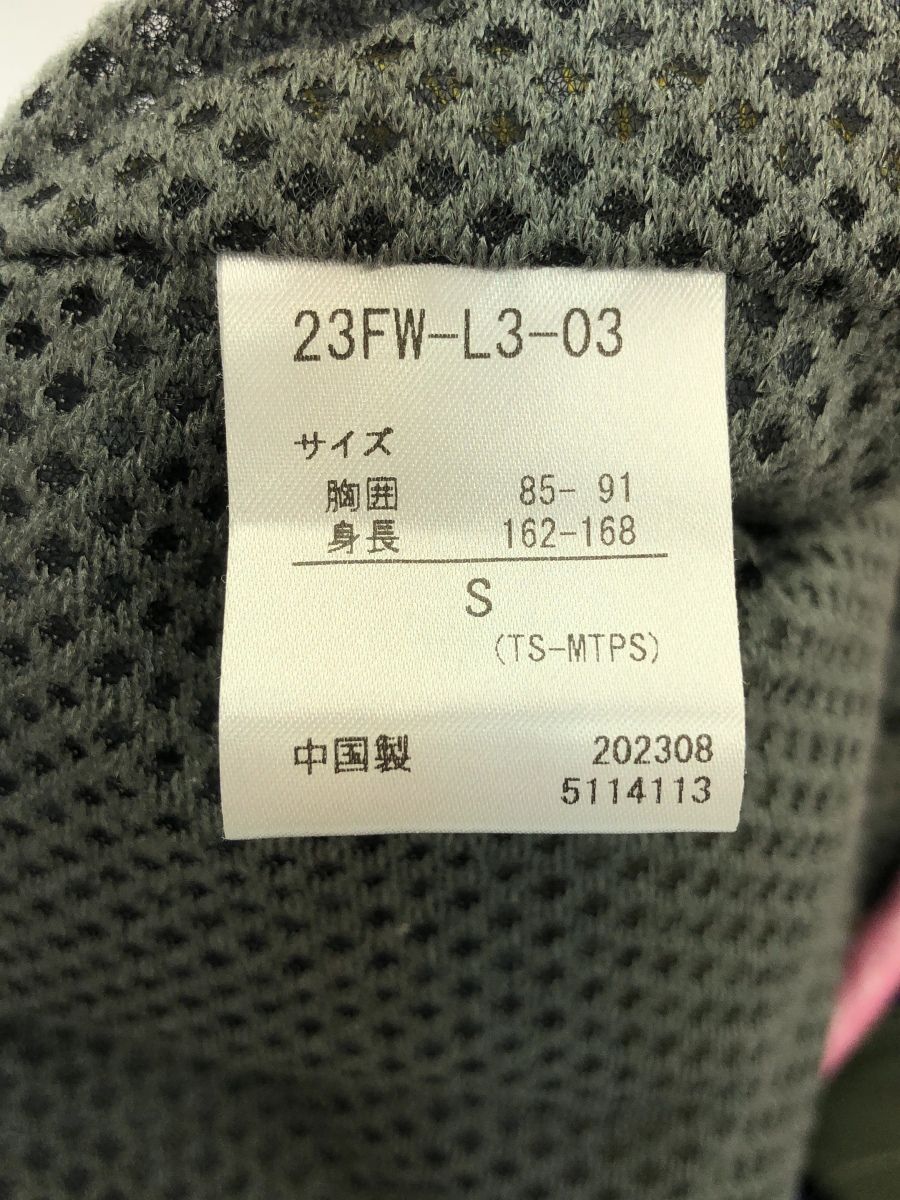 23FW-L3-03
サイズ
胸囲 85- 91
身長 162-168
S
(TS-MTPS)
中国製 202308
5114113